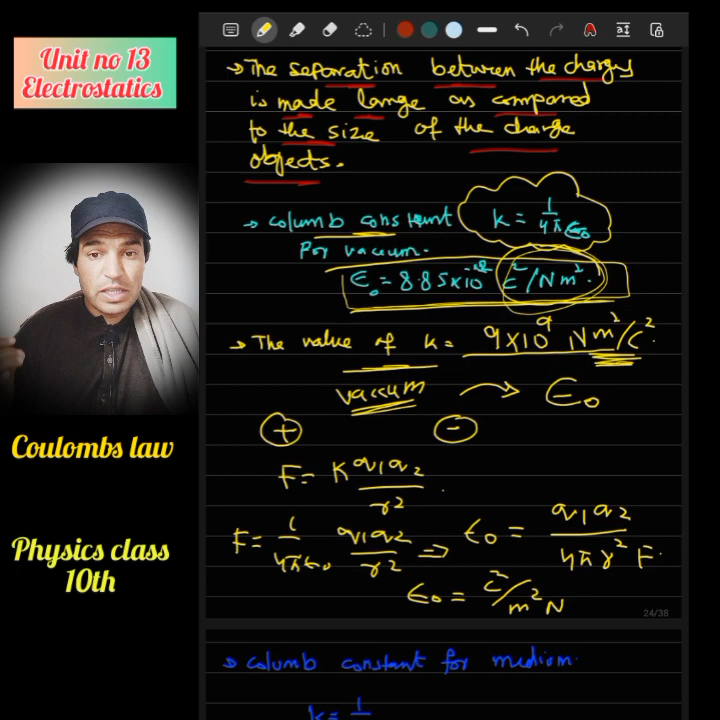 Unit no 13
Electrostatics
→ The separation between the charges
is made large as compared
to the size of the charge
objects.
→ columb constant k = 1/4πε₀
For vacuum.
ε₀ = 8.85×10⁻¹² c²/Nm².
→ The value of k = 9×10⁹ Nm²/c².
vaccum → ε₀
+ −
F = K q₁q₂/r².
F = 1/4πε₀ q₁q₂/r² ⇒ ε₀ = q₁q₂/4πr²F.
ε₀ = c²/m²N
24/38
→ columb constant for medium.
k = 1
Coulombs law
Physics class
10th